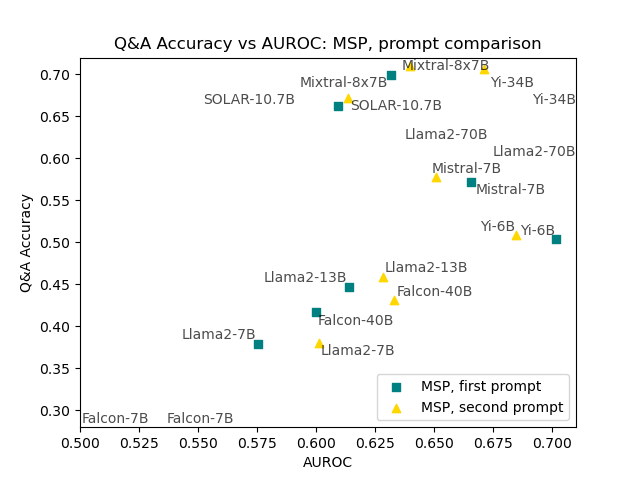 Q&A Accuracy vs AUROC: MSP, prompt comparison
0.70
0.65
0.60
0.55
0.50
0.45
0.40
0.35
0.30
Q&A Accuracy
Mixtral-8x7B
Mixtral-8x7B
Yi-34B
SOLAR-10.7B
Yi-34B
SOLAR-10.7B
Llama2-70B
Llama2-70B
Mistral-7B
Mistral-7B
Yi-6B
Yi-6B
Llama2-13B
Llama2-13B
Falcon-40B
Falcon-40B
Llama2-7B
Llama2-7B
Falcon-7B
Falcon-7B
MSP, first prompt
MSP, second prompt
0.500
0.525
0.550
0.575
0.600
0.625
0.650
0.675
0.700
AUROC